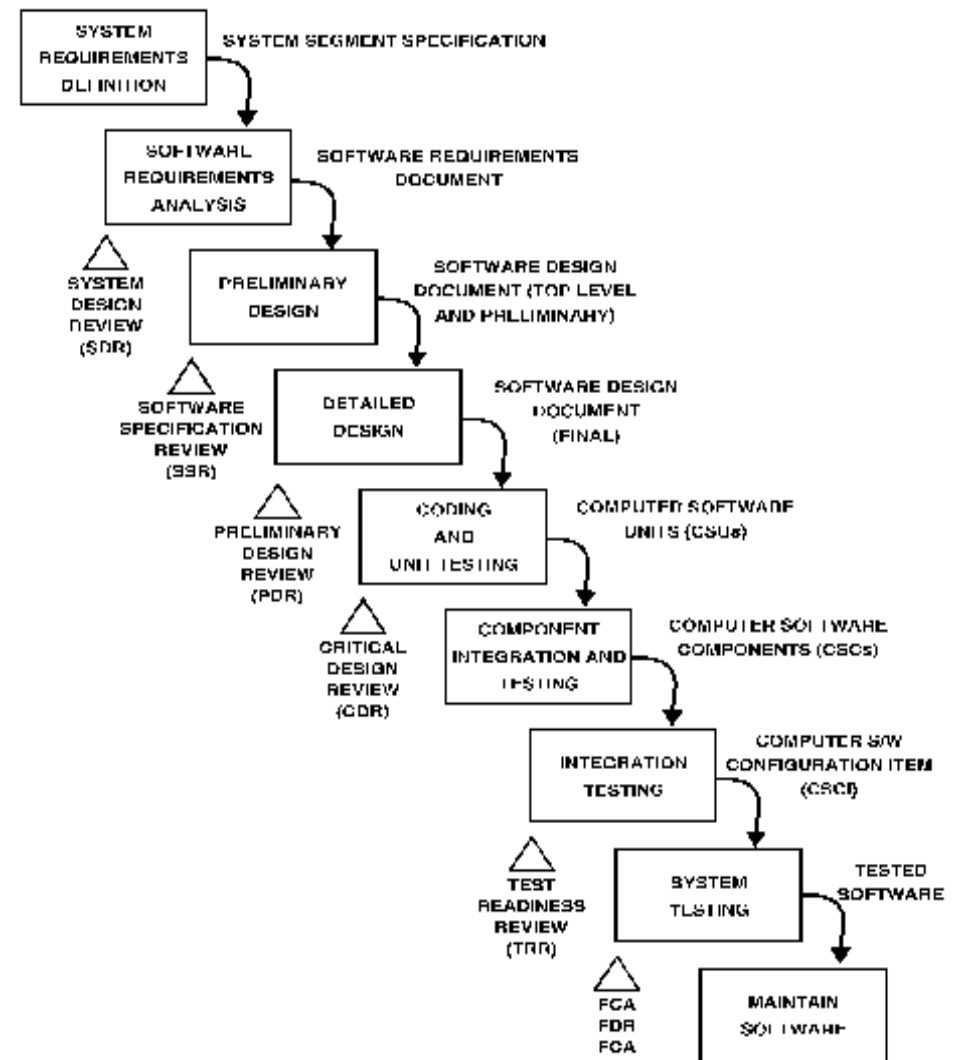 SYSTEM
REQUIREMENTS
DEFINITION
SYSTEM SEGMENT SPECIFICATION
SOFTWARE
REQUIREMENTS
ANALYSIS
SOFTWARE REQUIREMENTS
DOCUMENT
SYSTEM
DESIGN
REVIEW
(SDR)
PRELIMINARY
DESIGN
SOFTWARE DESIGN
DOCUMENT (TOP LEVEL
AND PRELIMINARY)
SOFTWARE
SPECIFICATION
REVIEW
(SSR)
DETAILED
DESIGN
SOFTWARE DESIGN
DOCUMENT
(FINAL)
PRELIMINARY
DESIGN
REVIEW
(PDR)
CODING
AND
UNIT TESTING
COMPUTER SOFTWARE
UNITS (CSUs)
CRITICAL
DESIGN
REVIEW
(CDR)
COMPONENT
INTEGRATION AND
TESTING
COMPUTER SOFTWARE
COMPONENTS (CSCs)
INTEGRATION
TESTING
COMPUTER S/W
CONFIGURATION ITEM
(CSCI)
TEST
READINESS
REVIEW
(TRR)
SYSTEM
TESTING
TESTED
SOFTWARE
FCA
FDR
FCA
MAINTAIN
SOFTWARE